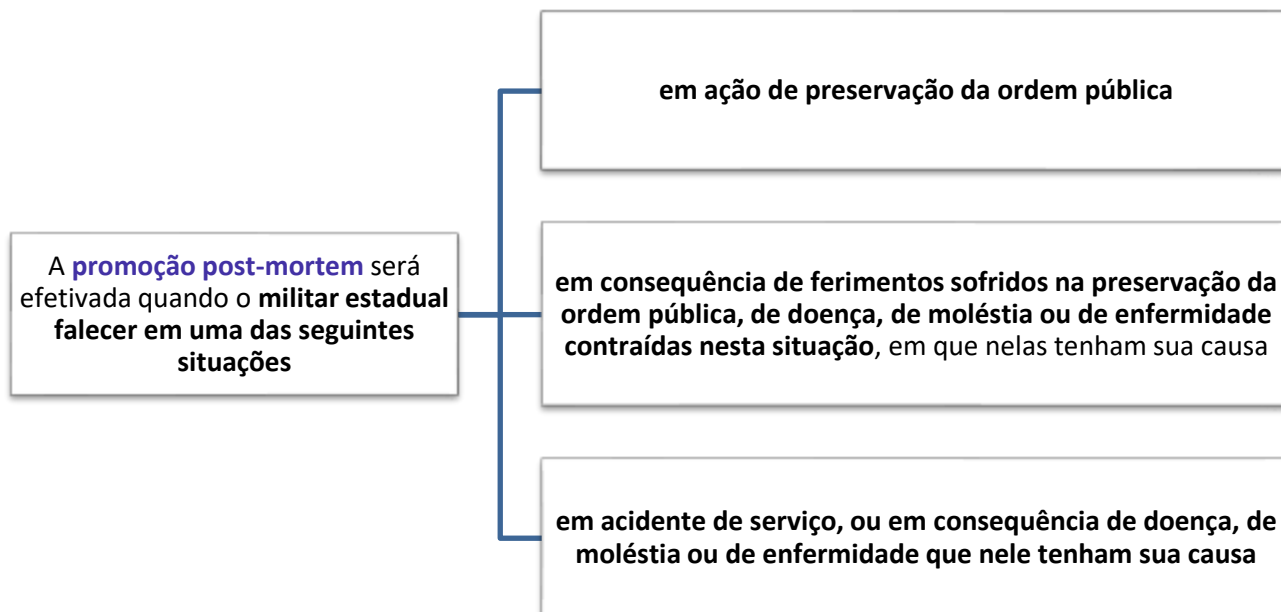 em ação de preservação da ordem pública
A promoção post-mortem será
efetivada quando o militar estadual
falecer em uma das seguintes
situações
em consequência de ferimentos sofridos na preservação da
ordem pública, de doença, de moléstia ou de enfermidade
contraídas nesta situação, em que nelas tenham sua causa
em acidente de serviço, ou em consequência de doença, de
moléstia ou de enfermidade que nele tenham sua causa